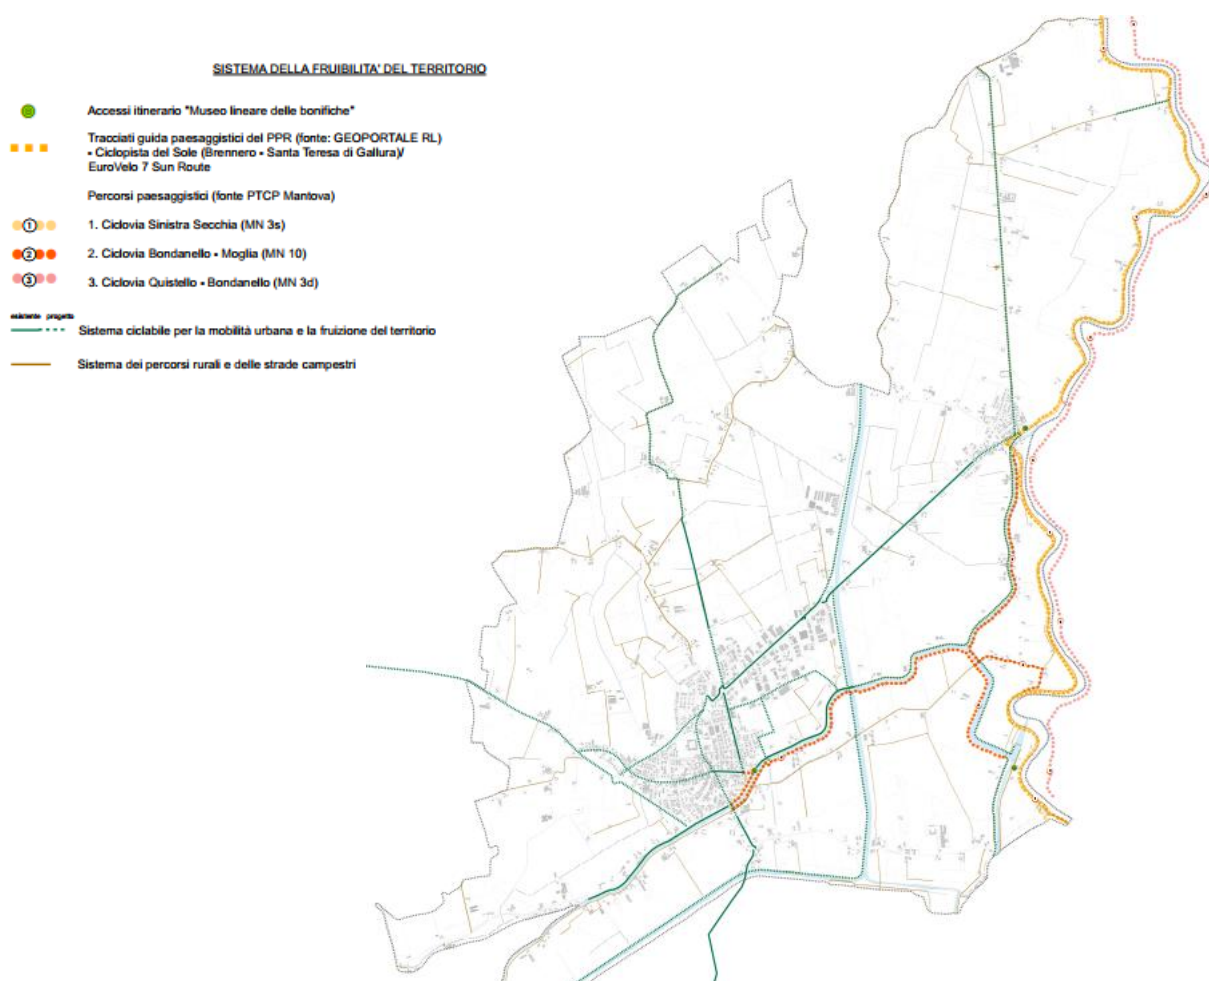 SISTEMA DELLA FRUIBILITA' DEL TERRITORIO
Accessi itinerario "Museo lineare delle bonifiche"
Tracciati guida paesaggistici del PPR (fonte: GEOPORTALE RL)
- Ciclopista del Sole (Brennero - Santa Teresa di Gallura)/
EuroVelo 7 Sun Route
Percorsi paesaggistici (fonte PTCP Mantova)
1 1. Ciclovia Sinistra Secchia (MN 3s)
2 2. Ciclovia Bondanello - Moglia (MN 10)
3 3. Ciclovia Quistello - Bondanello (MN 3d)
esistente progetto
Sistema ciclabile per la mobilità urbana e la fruizione del territorio
Sistema dei percorsi rurali e delle strade campestri